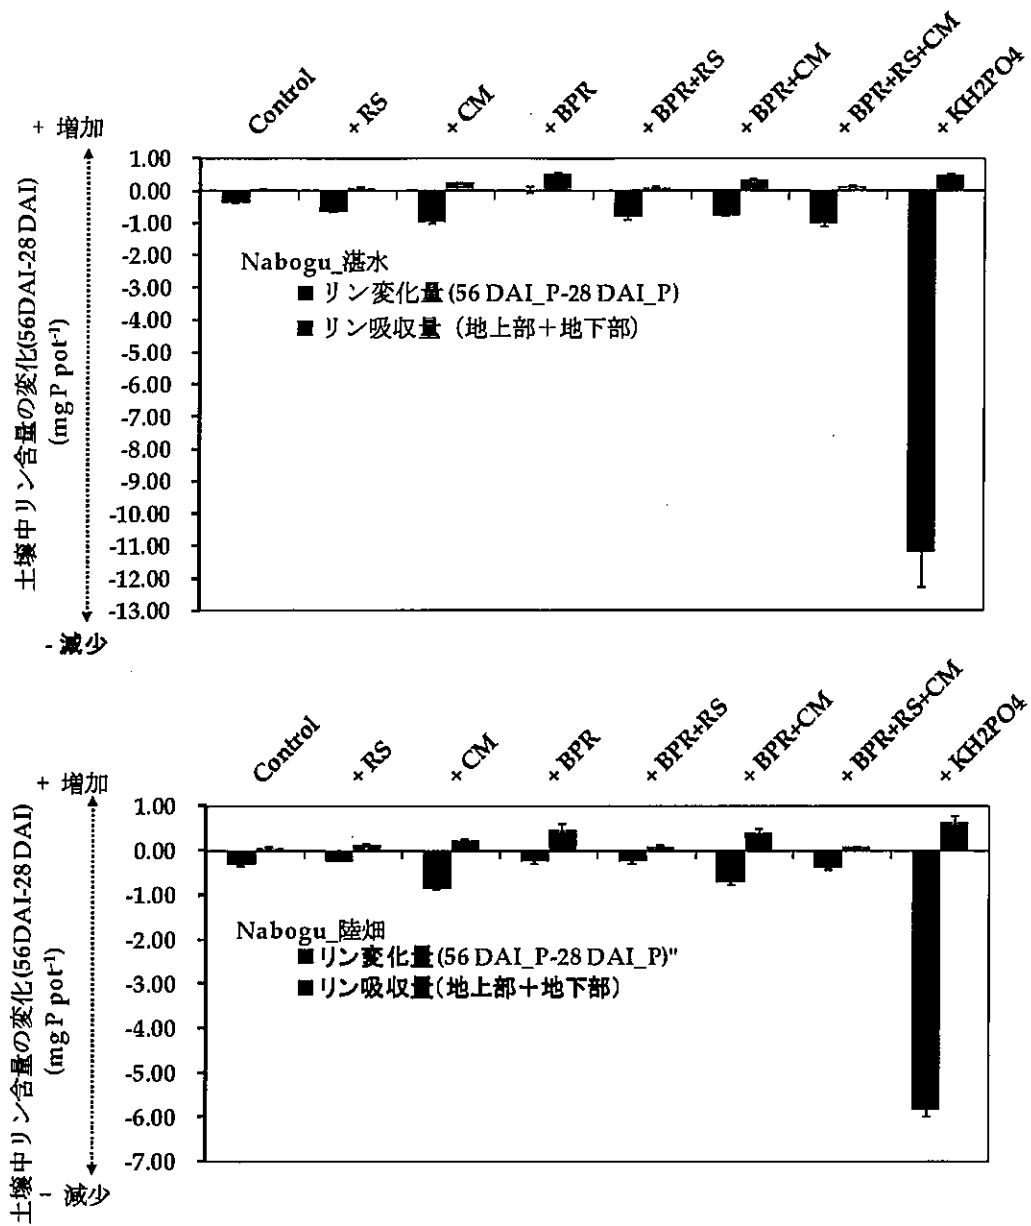 Control
+ RS
+ CM
+ BPR
+ BPR+RS
+ BPR+CM
+ BPR+RS+CM
+ KH2PO4
+ 増加
土壌中リン含量の変化(56DAI-28 DAI)
(mg P pot-1)
1.00
0.00
-1.00
-2.00
-3.00
-4.00
-5.00
-6.00
-7.00
-8.00
-9.00
-10.00
-11.00
-12.00
-13.00
- 減少
Nabogu_湛水
リン変化量(56 DAI_P-28 DAI_P)
リン吸収量（地上部＋地下部）
Control
+ RS
+ CM
+ BPR
+ BPR+RS
+ BPR+CM
+ BPR+RS+CM
+ KH2PO4
+ 増加
土壌中リン含量の変化(56DAI-28 DAI)
(mg P pot-1)
1.00
0.00
-1.00
-2.00
-3.00
-4.00
-5.00
-6.00
-7.00
- 減少
Nabogu_陸畑
リン変化量(56 DAI_P-28 DAI_P)"
リン吸収量(地上部＋地下部）